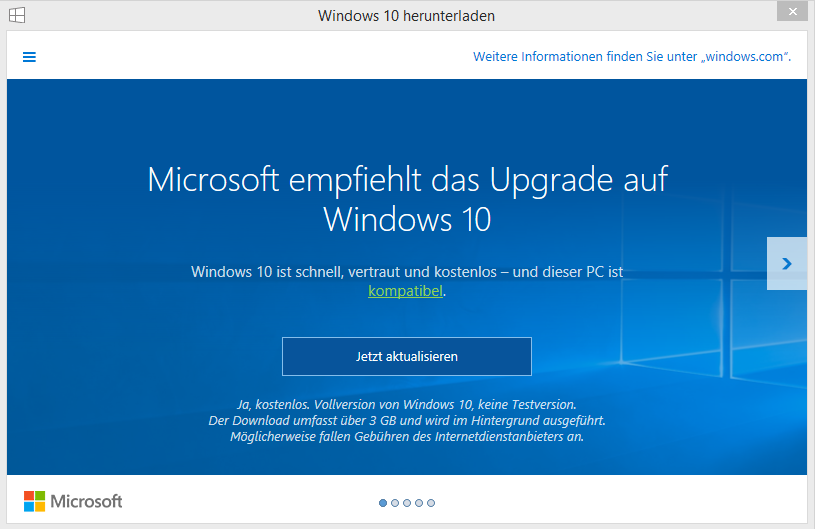 Windows 10 herunterladen
Weitere Informationen finden Sie unter „windows.com“.
Microsoft empfiehlt das Upgrade auf
Windows 10
Windows 10 ist schnell, vertraut und kostenlos – und dieser PC ist
kompatibel.
Jetzt aktualisieren
Ja, kostenlos. Vollversion von Windows 10, keine Testversion.
Der Download umfasst über 3 GB und wird im Hintergrund ausgeführt.
Möglicherweise fallen Gebühren des Internetdienstanbieters an.
Microsoft